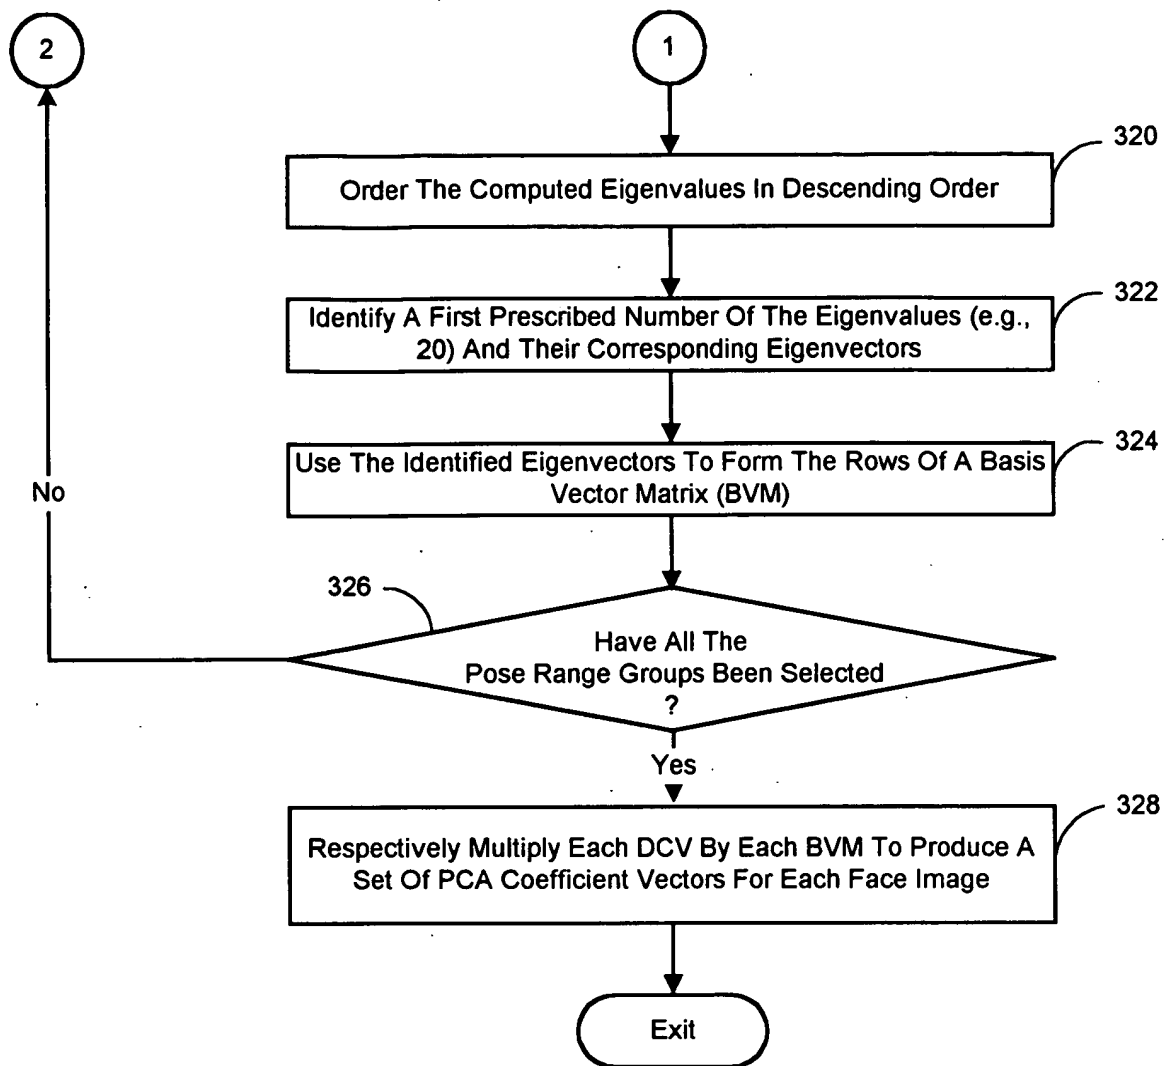 2
1
320
Order The Computed Eigenvalues In Descending Order
322
Identify A First Prescribed Number Of The Eigenvalues (e.g.,
20) And Their Corresponding Eigenvectors
324
Use The Identified Eigenvectors To Form The Rows Of A Basis
Vector Matrix (BVM)
No
326
Have All The
Pose Range Groups Been Selected
?
Yes
328
Respectively Multiply Each DCV By Each BVM To Produce A
Set Of PCA Coefficient Vectors For Each Face Image
Exit